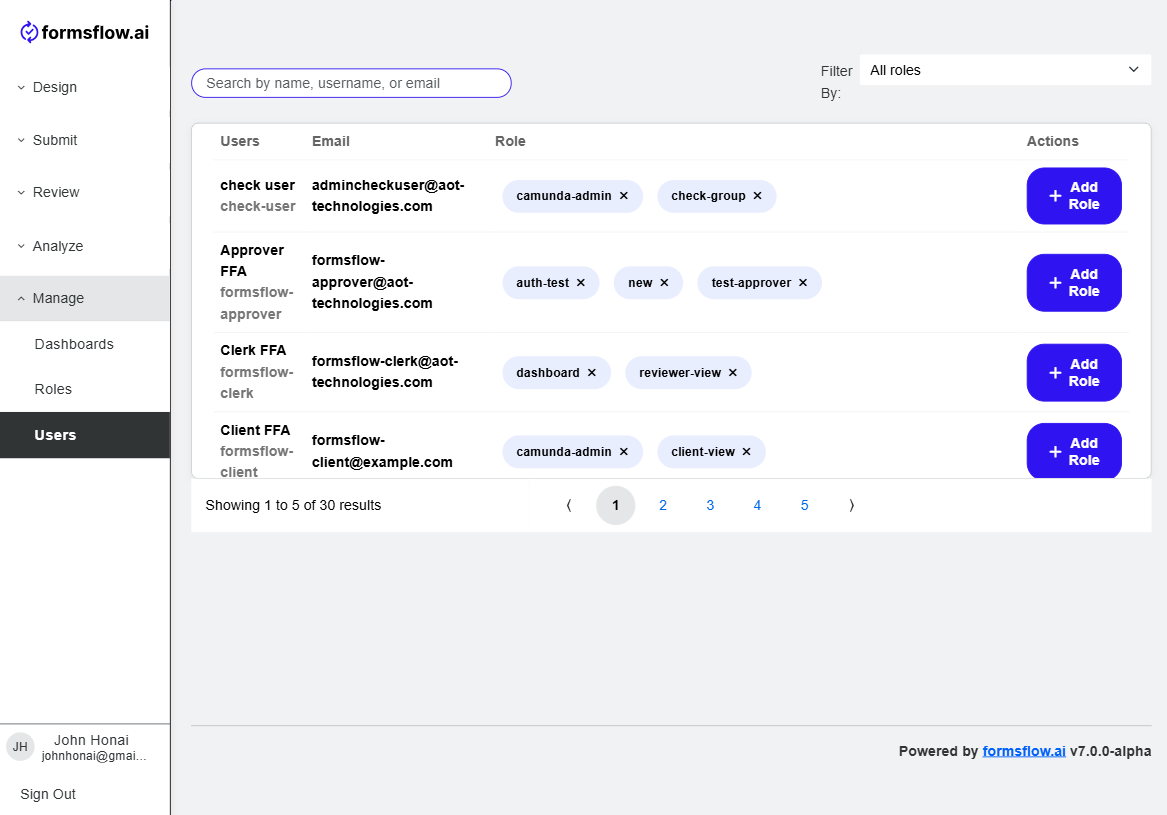 formsflow.ai
Design
Submit
Review
Analyze
Manage
Dashboards
Roles
Users
JH
John Honai
johnhonai@gmai...
Sign Out
Search by name, username, or email
Filter
By:
All roles
Users Email Role Actions
check user
check-user
admincheckuser@aot-
technologies.com
camunda-admin ✕ check-group ✕
+ Add
Role
Approver
FFA
formsflow-
approver
formsflow-
approver@aot-
technologies.com
auth-test ✕ new ✕ test-approver ✕
+ Add
Role
Clerk FFA
formsflow-
clerk
formsflow-clerk@aot-
technologies.com
dashboard ✕ reviewer-view ✕
+ Add
Role
Client FFA
formsflow-
client
formsflow-
client@example.com
camunda-admin ✕ client-view ✕
+ Add
Role
Showing 1 to 5 of 30 results
⟨ 1 2 3 4 5 ⟩
Powered by formsflow.ai v7.0.0-alpha